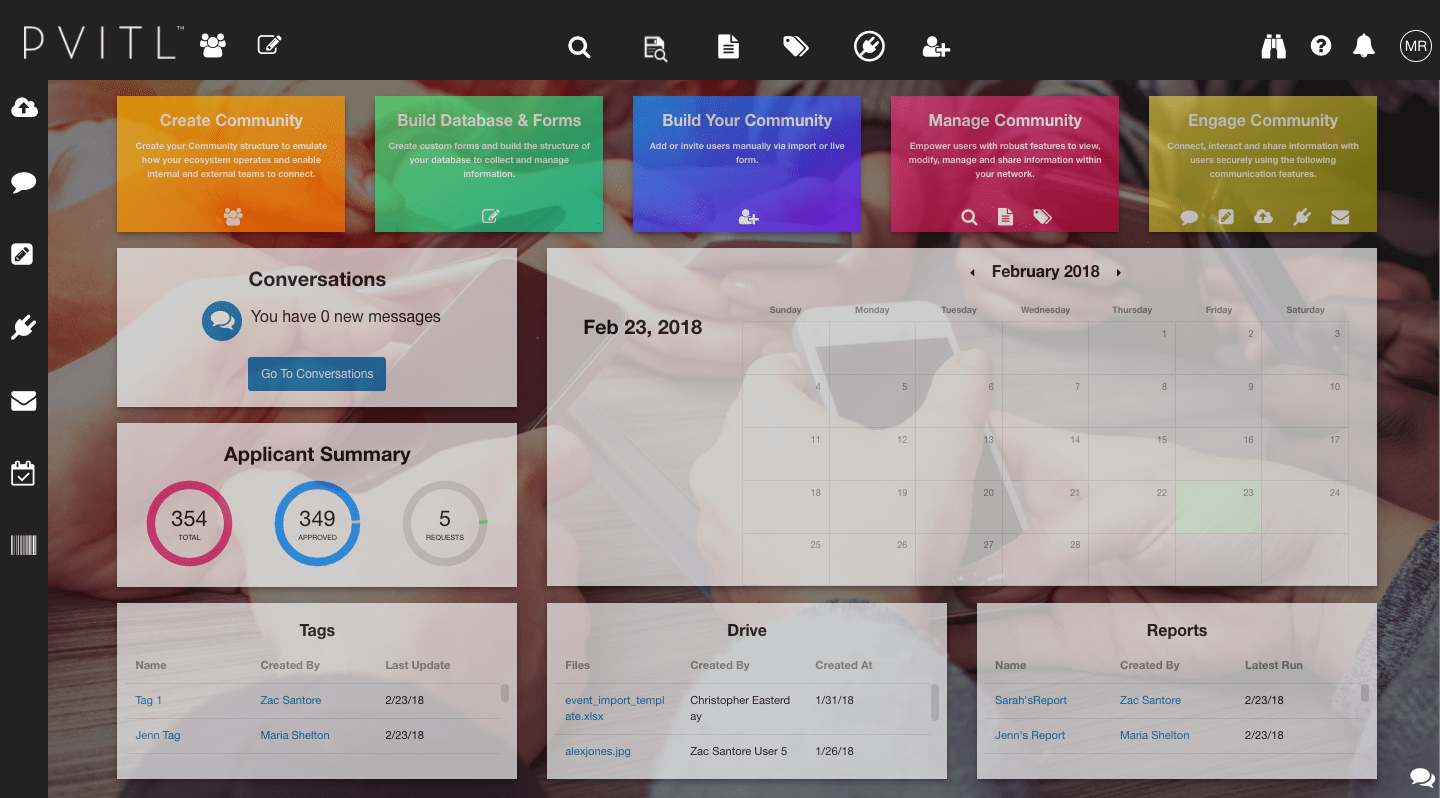 PVITL™
MR
Create Community
Create your Community structure to emulate
how your ecosystem operates and enable
internal and external teams to connect.
Build Database & Forms
Create custom forms and build the structure of
your database to collect and manage
information.
Build Your Community
Add or invite users manually via import or live
form.
Manage Community
Empower users with robust features to view,
modify, manage and share information within
your network.
Engage Community
Connect, interact and share information with
users securely using the following
communication features.
Conversations
You have 0 new messages
Go To Conversations
Feb 23, 2018
February 2018
Sunday Monday Tuesday Wednesday Thursday Friday Saturday
1 2 3
4 5 6 7 8 9 10
11 12 13 14 15 16 17
18 19 20 21 22 23 24
25 26 27 28
Applicant Summary
354 349 5
TOTAL APPROVED REQUESTS
Tags
Name Created By Last Update
Tag 1 Zac Santore 2/23/18
Jenn Tag Maria Shelton 2/23/18
Drive
Files Created By Created At
event_import_templ Christopher Easterd 1/31/18
ate.xlsx ay
alexjones.jpg Zac Santore User 5 1/26/18
Reports
Name Created By Latest Run
Sarah'sReport Zac Santore 2/23/18
Jenn's Report Maria Shelton 2/23/18